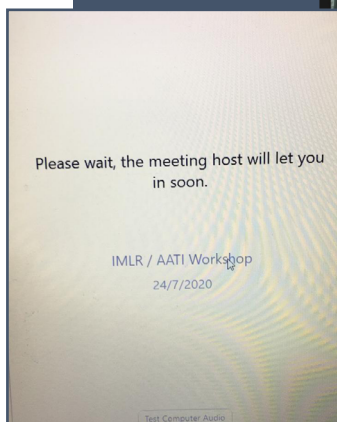 Please wait, the meeting host will let you
in soon.
IMLR / AATI Workshop
24/7/2020
Test Computer Audio